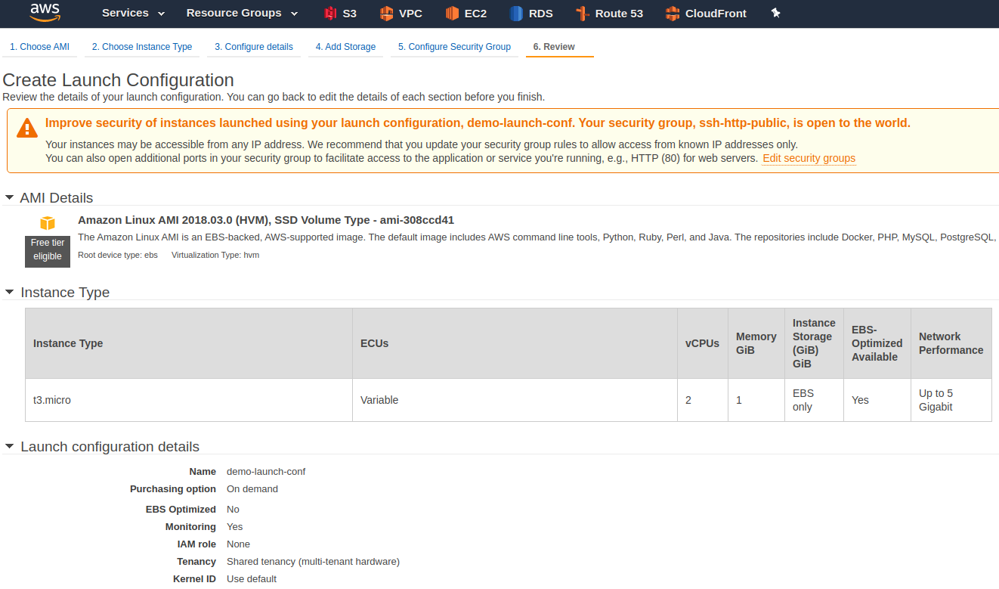 aws Services Resource Groups S3 VPC EC2 RDS Route 53 CloudFront
1. Choose AMI 2. Choose Instance Type 3. Configure details 4. Add Storage 5. Configure Security Group 6. Review
Create Launch Configuration
Review the details of your launch configuration. You can go back to edit the details of each section before you finish.
Improve security of instances launched using your launch configuration, demo-launch-conf. Your security group, ssh-http-public, is open to the world.
Your instances may be accessible from any IP address. We recommend that you update your security group rules to allow access from known IP addresses only.
You can also open additional ports in your security group to facilitate access to the application or service you're running, e.g., HTTP (80) for web servers. Edit security groups
AMI Details
Amazon Linux AMI 2018.03.0 (HVM), SSD Volume Type - ami-308ccd41
Free tier
eligible
The Amazon Linux AMI is an EBS-backed, AWS-supported image. The default image includes AWS command line tools, Python, Ruby, Perl, and Java. The repositories include Docker, PHP, MySQL, PostgreSQL,
Root device type: ebs Virtualization Type: hvm
Instance Type
Instance Type
ECUs
vCPUs
Memory
GiB
Instance
Storage
(GiB)
GiB
EBS-
Optimized
Available
Network
Performance
t3.micro
Variable
2
1
EBS
only
Yes
Up to 5
Gigabit
Launch configuration details
Name demo-launch-conf
Purchasing option On demand
EBS Optimized No
Monitoring Yes
IAM role None
Tenancy Shared tenancy (multi-tenant hardware)
Kernel ID Use default